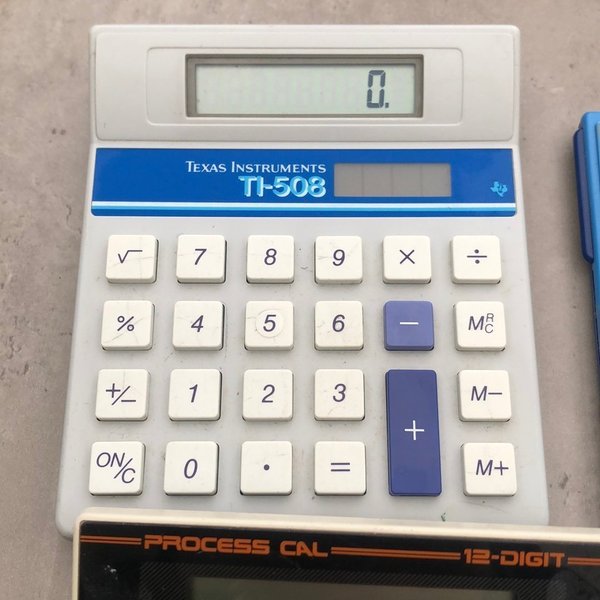 0.
TEXAS INSTRUMENTS
TI-508
√ 7 8 9 × ÷
% 4 5 6 − MRC
+/− 1 2 3 M−
+
ON/C 0 . = M+
PROCESS CAL 12-DIGIT